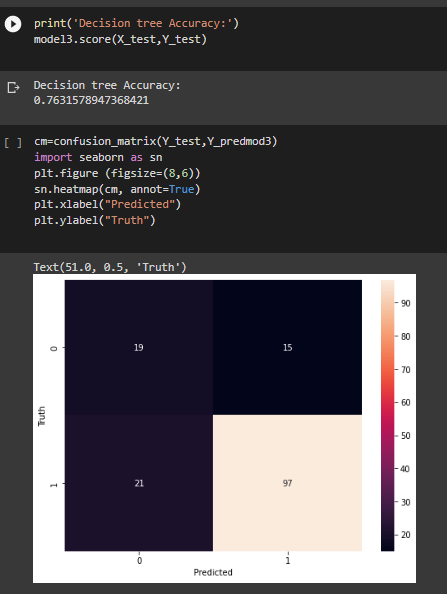 print('Decision tree Accuracy:')
model3.score(X_test,Y_test)
Decision tree Accuracy:
0.7631578947368421
[ ]
cm=confusion_matrix(Y_test,Y_predmod3)
import seaborn as sn
plt.figure (figsize=(8,6))
sn.heatmap(cm, annot=True)
plt.xlabel("Predicted")
plt.ylabel("Truth")
Text(51.0, 0.5, 'Truth')
0
19
15
1
21
97
Truth
0
1
Predicted
90
80
70
60
50
40
30
20